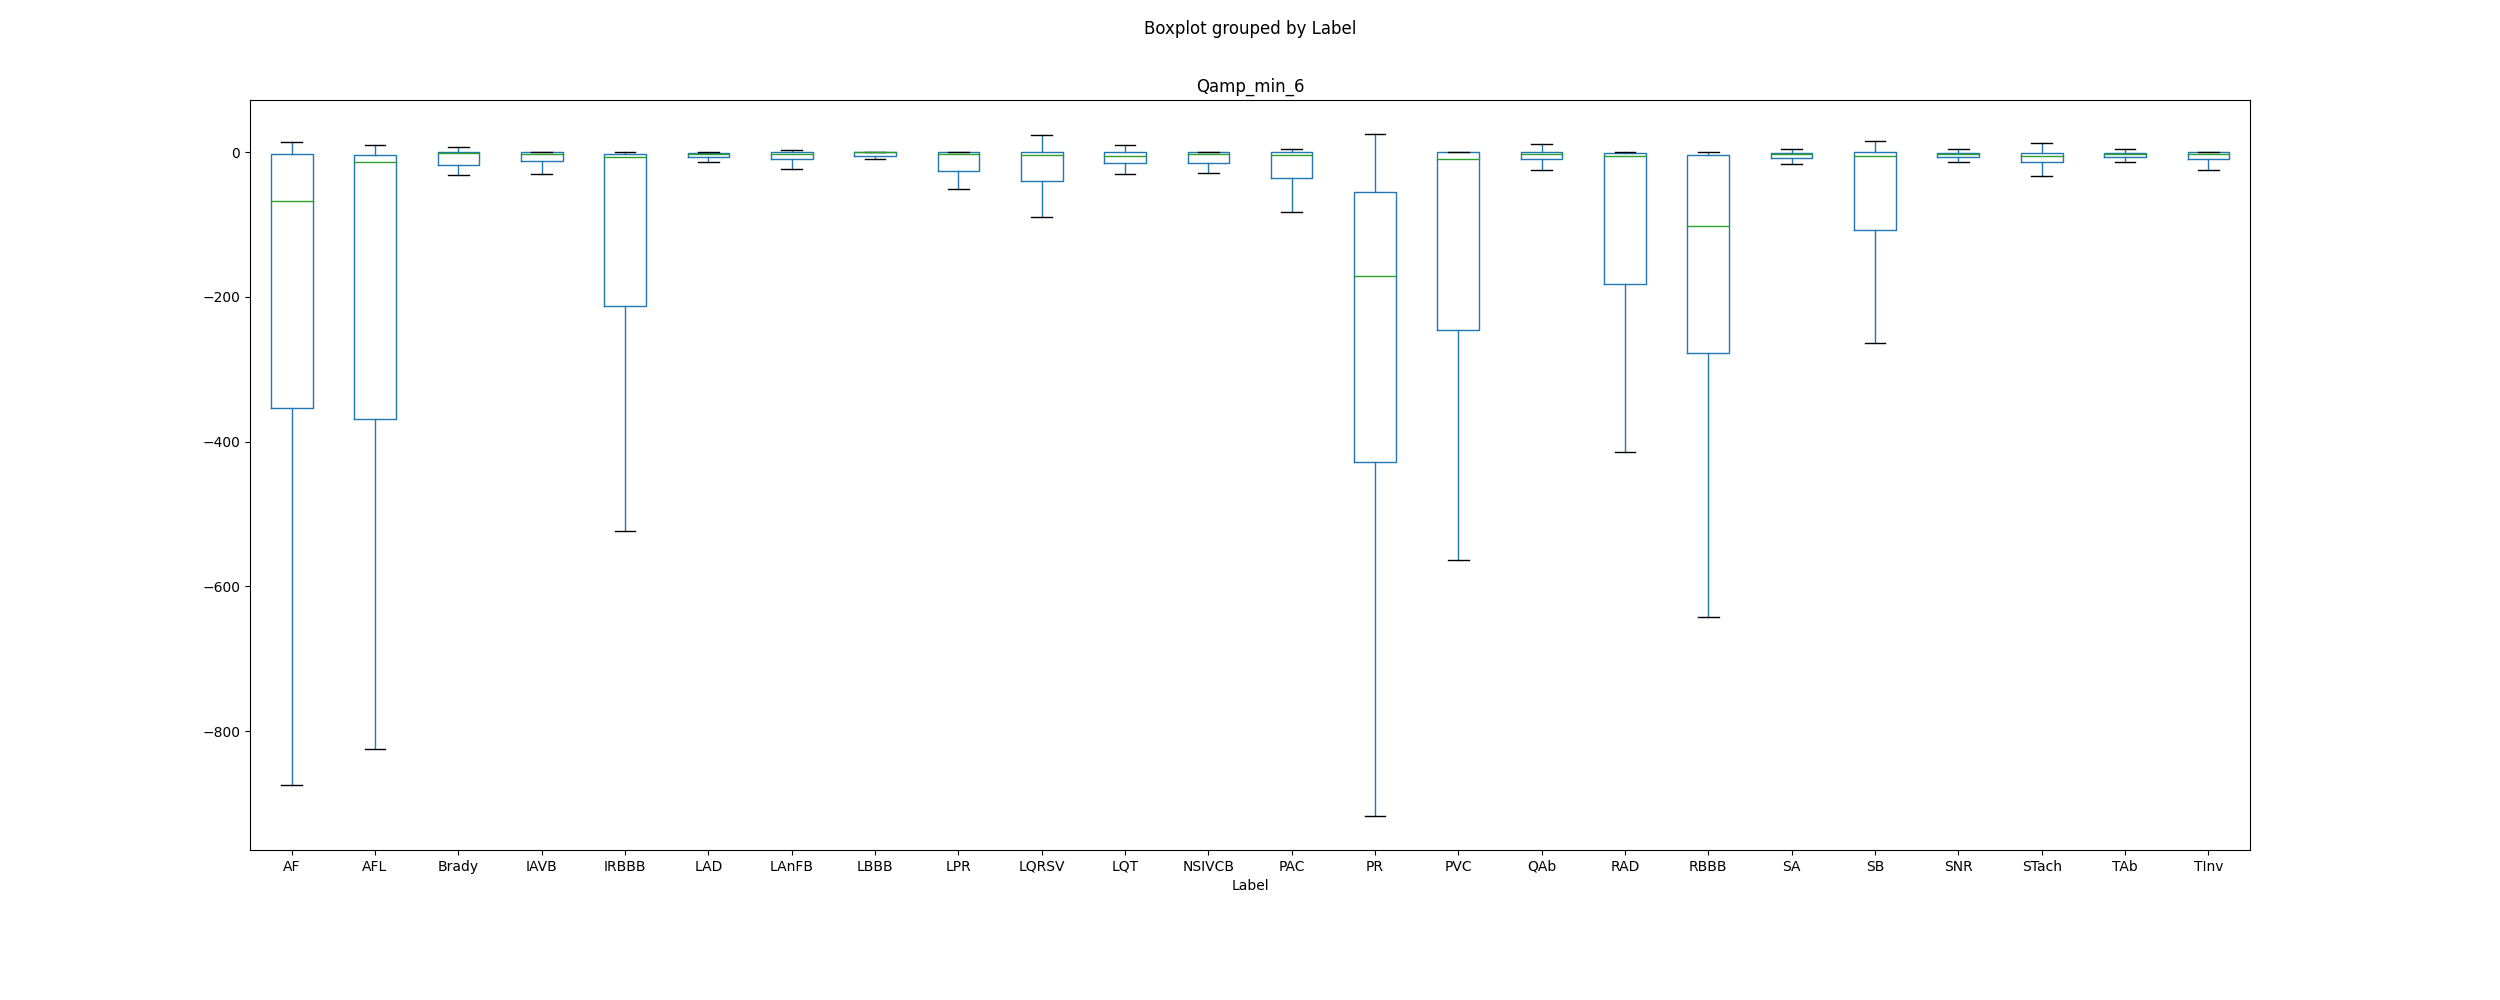 Boxplot grouped by Label
Qamp_min_6
0
−200
−400
−600
−800
AF AFL Brady IAVB IRBBB LAD LAnFB LBBB LPR LQRSV LQT NSIVCB PAC PR PVC QAb RAD RBBB SA SB SNR STach TAb TInv
Label